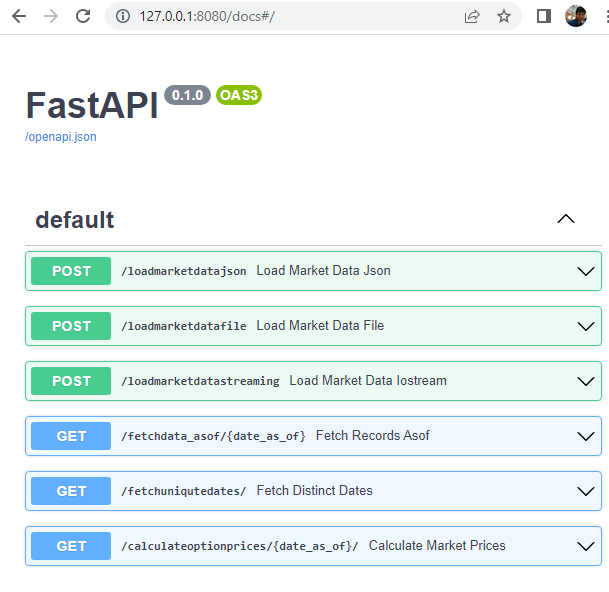 127.0.0.1:8080/docs#/
FastAPI 0.1.0 OAS3
/openapi.json
default
POST /loadmarketdatajson Load Market Data Json
POST /loadmarketdatafile Load Market Data File
POST /loadmarketdatastreaming Load Market Data Iostream
GET /fetchdata_asof/{date_as_of} Fetch Records Asof
GET /fetchuniqutedates/ Fetch Distinct Dates
GET /calculateoptionprices/{date_as_of}/ Calculate Market Prices